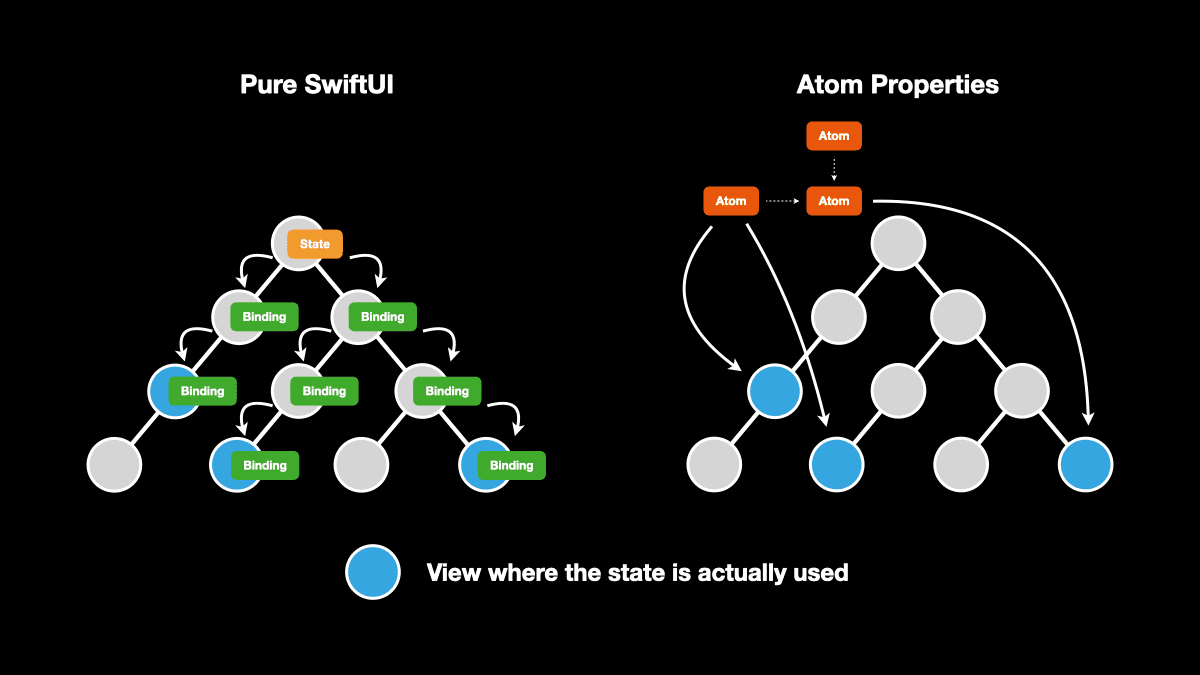 Pure SwiftUI
Atom Properties
Atom
Atom
Atom
State
Binding
Binding
Binding
Binding
Binding
Binding
Binding
View where the state is actually used